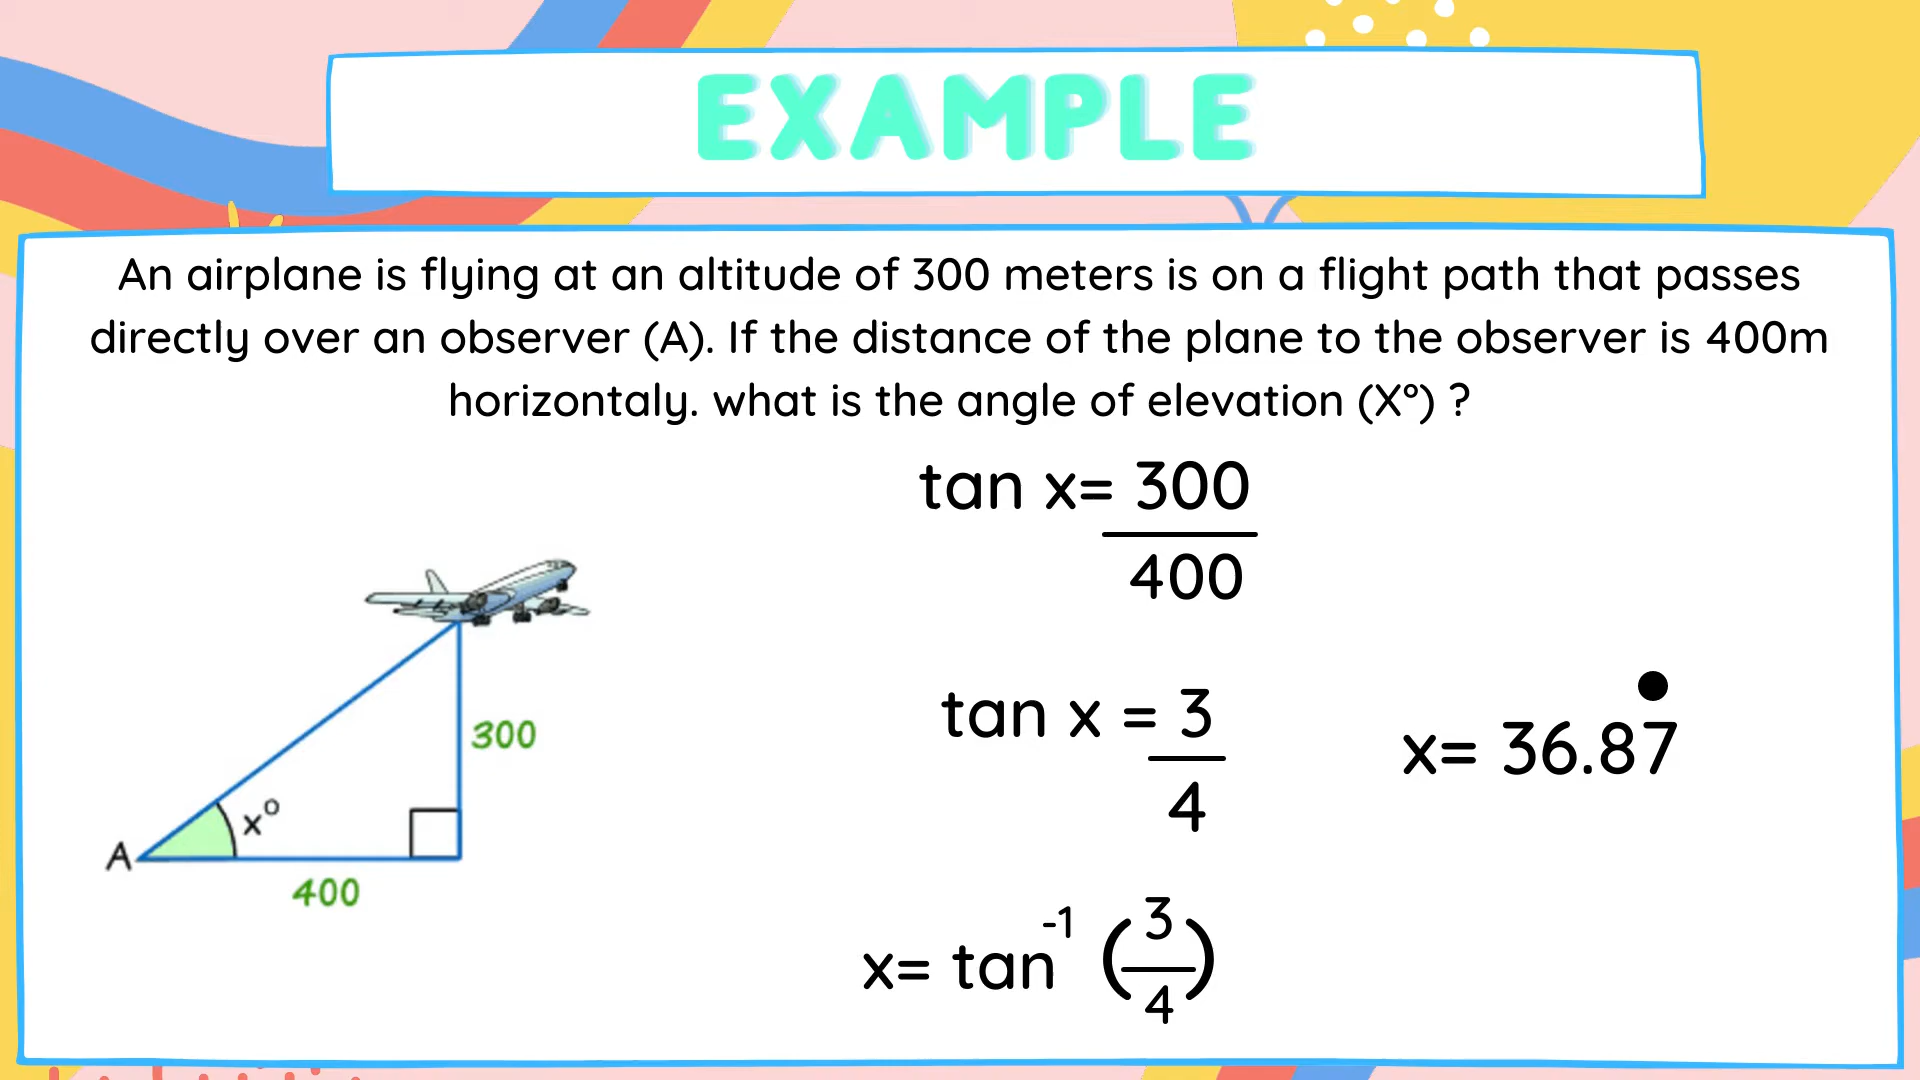 EXAMPLE
An airplane is flying at an altitude of 300 meters is on a flight path that passes
directly over an observer (A). If the distance of the plane to the observer is 400m
horizontaly. what is the angle of elevation (X°) ?
tan x= 300
400
300
x°
A
400
tan x = 3
4
x= 36.87
x= tan -1 (3
4)